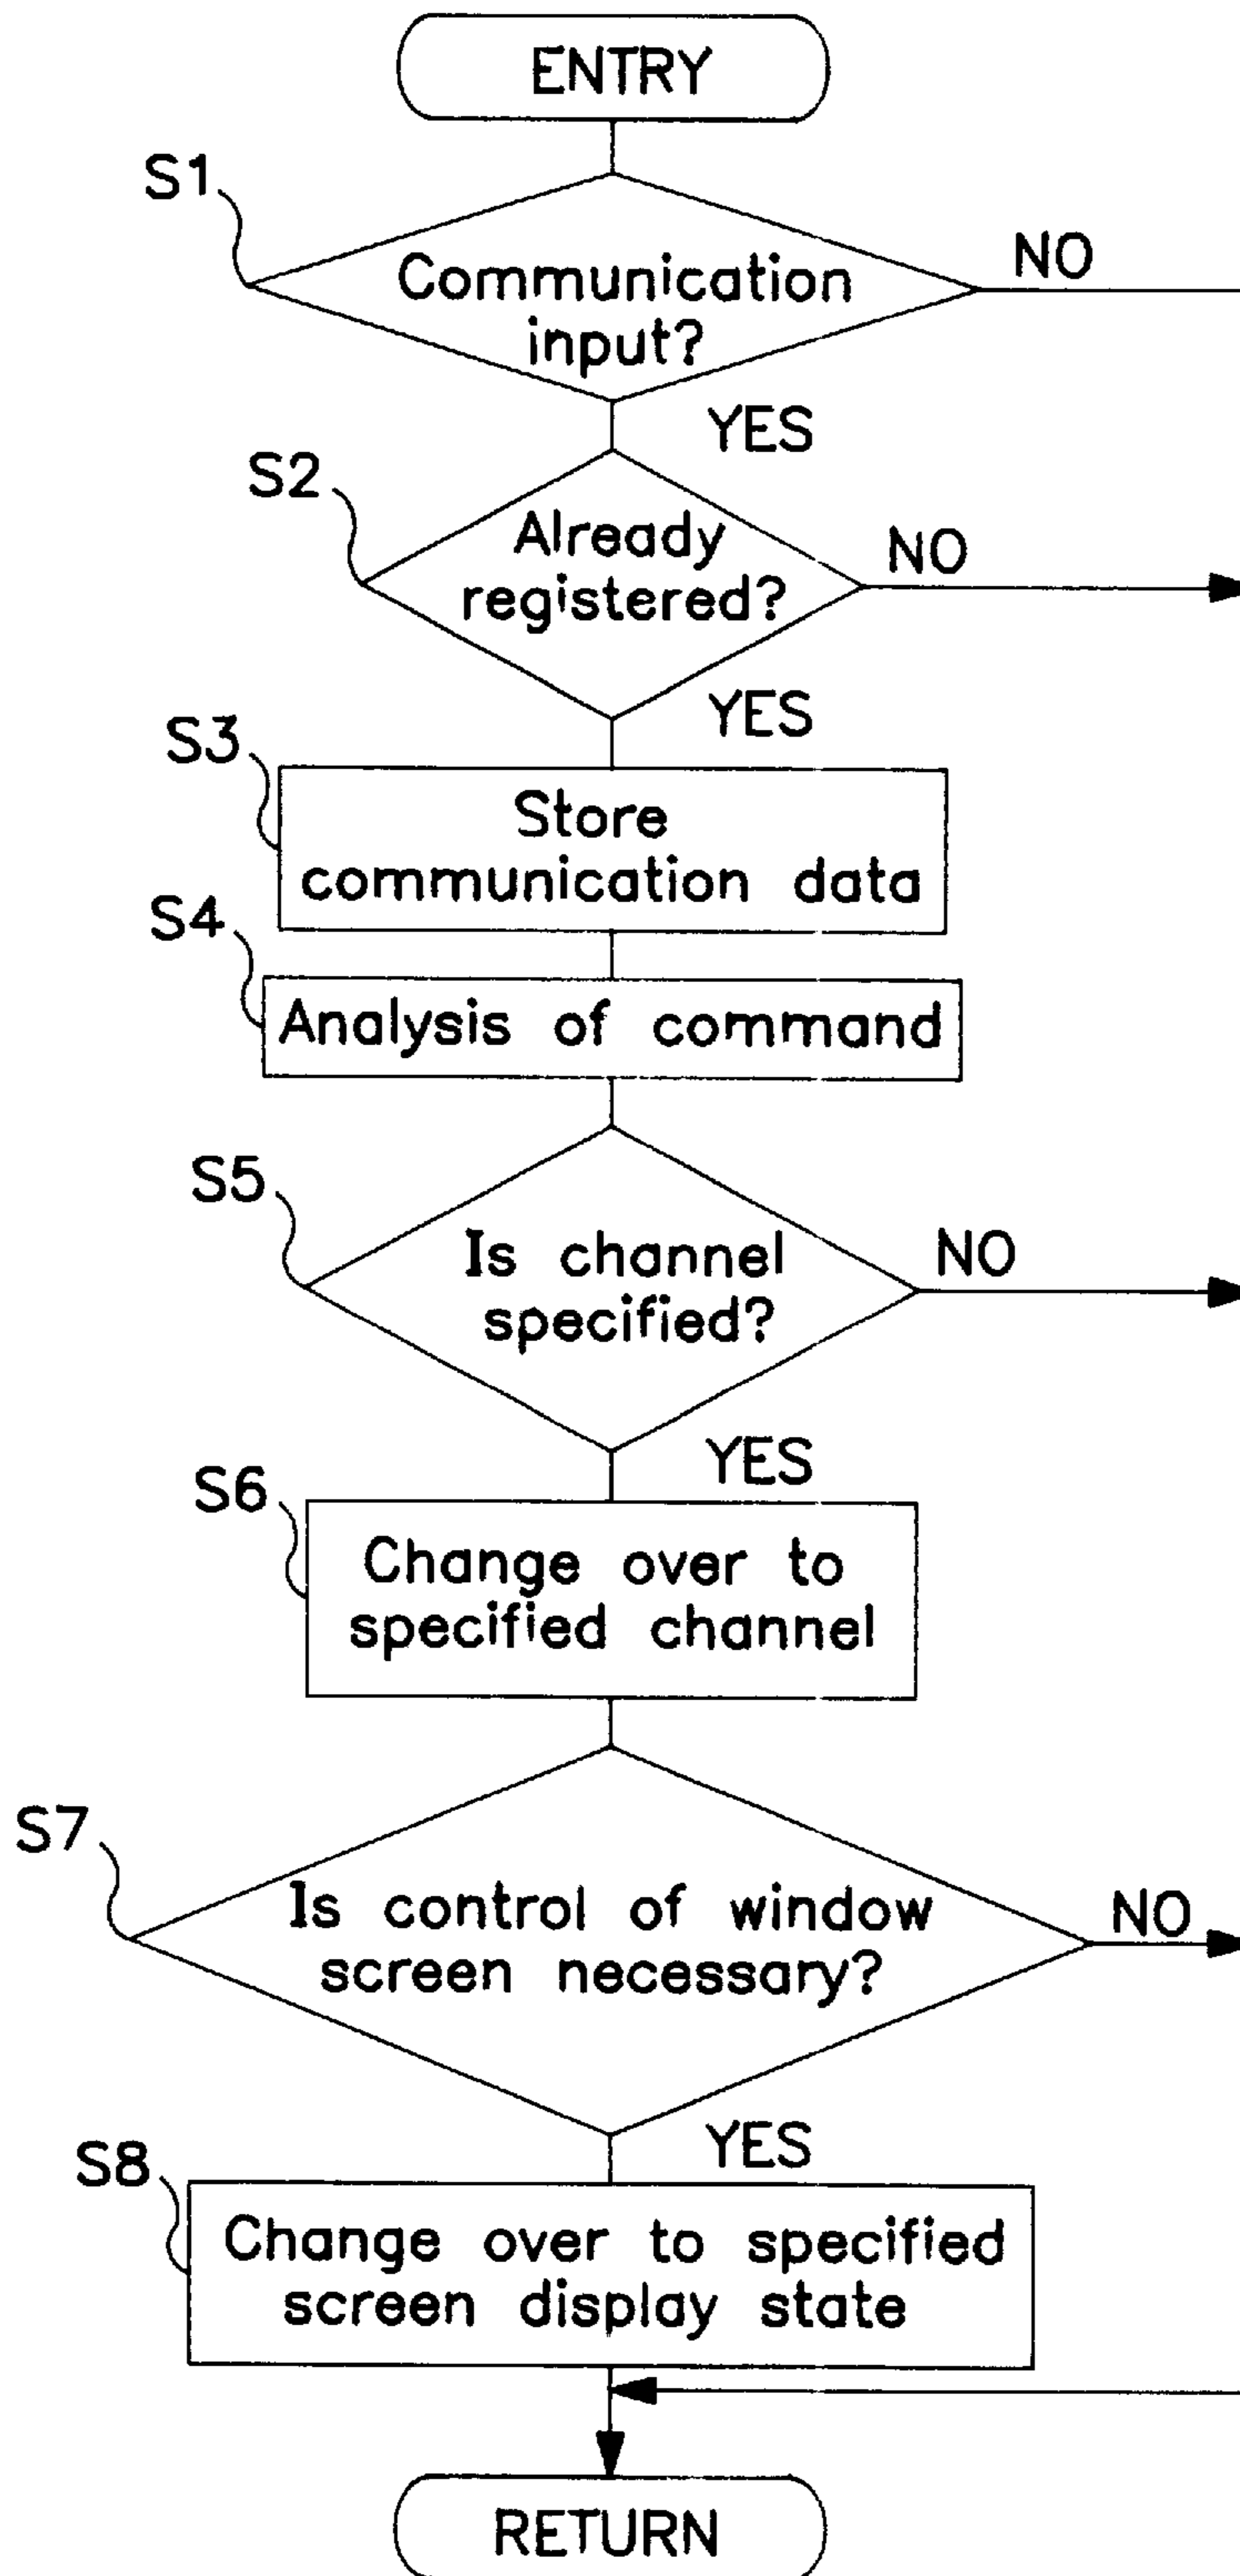 ENTRY
S1
Communication
input?
NO
YES
S2
Already
registered?
NO
YES
S3
Store
communication data
S4
Analysis of command
S5
Is channel
specified?
NO
YES
S6
Change over to
specified channel
S7
Is control of window
screen necessary?
NO
YES
S8
Change over to specified
screen display state
RETURN